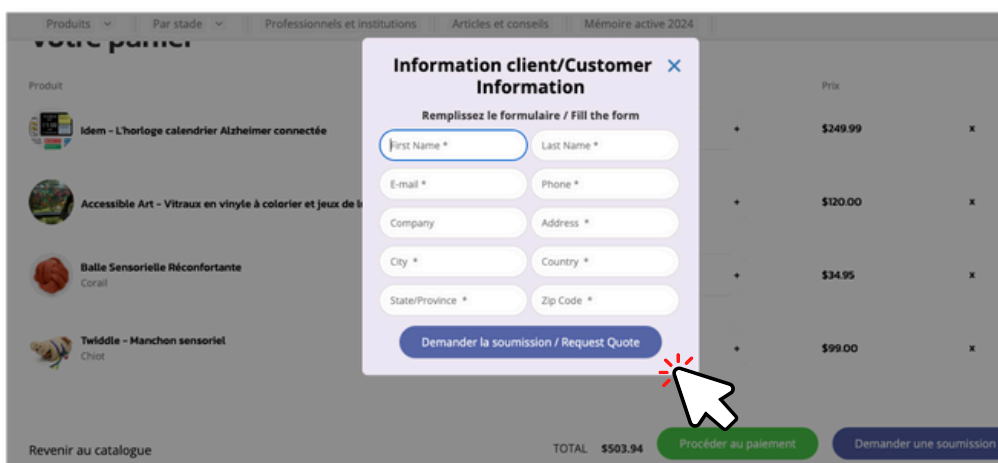 Produits
Par stade
Professionnels et institutions
Articles et conseils
Mémoire active 2024
Votre panier
Produit
Prix
Idem - L'horloge calendrier Alzheimer connectée
+
$249.99
x
Accessible Art - Vitraux en vinyle à colorier et jeux de
+
$120.00
x
Balle Sensorielle Réconfortante
Corail
+
$34.95
x
Twiddle - Manchon sensoriel
Chiot
+
$99.00
x
Information client/Customer
Information
Remplissez le formulaire / Fill the form
First Name *
Last Name *
E-mail *
Phone *
Company
Address *
City *
Country *
State/Province *
Zip Code *
Demander la soumission / Request Quote
Revenir au catalogue
TOTAL $503.94
Procéder au paiement
Demander une soumission